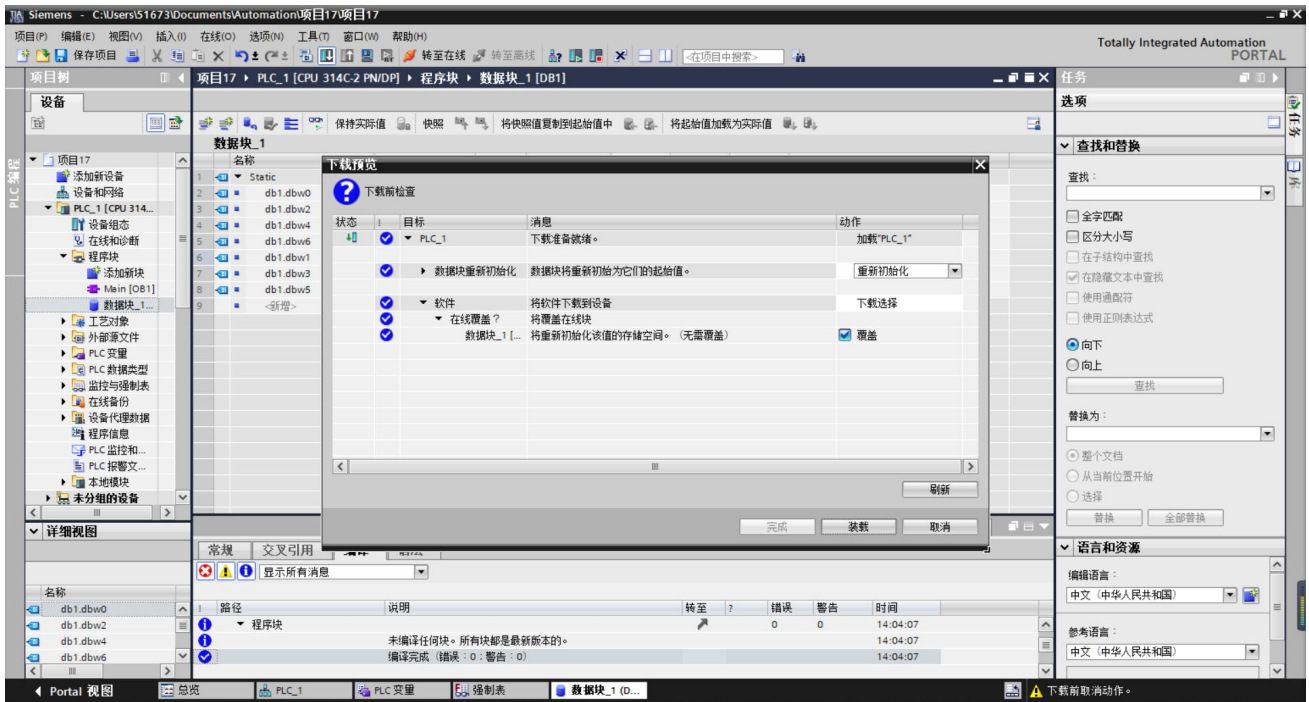 Siemens - C:\Users\51673\Documents\Automation\项目17\项目17
项目(P) 编辑(E) 视图(V) 插入(I) 在线(O) 选项(N) 工具(T) 窗口(W) 帮助(H)
Totally Integrated Automation
PORTAL
保存项目 转至在线 转至离线 <在项目中搜索>
项目树
项目17 ▸ PLC_1 [CPU 314C-2 PN/DP] ▸ 程序块 ▸ 数据块_1 [DB1]
任务
设备
选项
保持实际值 快照 将快照值复制到起始值中 将起始值加载为实际值
PLC 编程
项目17
添加新设备
设备和网络
PLC_1 [CPU 314...
设备组态
在线和诊断
程序块
添加新块
Main [OB1]
数据块_1...
工艺对象
外部源文件
PLC 变量
PLC 数据类型
监控与强制表
在线备份
设备代理数据
程序信息
PLC 监控和...
PLC 报警文...
本地模块
未分组的设备
数据块_1
名称
1 Static
2 db1.dbw0
3 db1.dbw2
4 db1.dbw4
5 db1.dbw6
6 db1.dbw1
7 db1.dbw3
8 db1.dbw5
9 <新增>
下载预览
下载前检查
状态 ! 目标 消息 动作
PLC_1 下载准备就绪。 加载"PLC_1"
数据块重新初始化 数据块将重新初始为它们的起始值。 重新初始化
软件 将软件下载到设备 下载选择
在线覆盖? 将覆盖在线块
数据块_1 [... 将重新初始化该值的存储空间。(无需覆盖) 覆盖
刷新
完成 装载 取消
查找和替换
查找:
全字匹配
区分大小写
在子结构中查找
在隐藏文本中查找
使用通配符
使用正则表达式
向下
向上
查找
替换为:
整个文档
从当前位置开始
选择
替换 全部替换
语言和资源
编辑语言:
中文(中华人民共和国)
参考语言:
中文(中华人民共和国)
任务
库
详细视图
名称
db1.dbw0
db1.dbw2
db1.dbw4
db1.dbw6
常规 交叉引用
显示所有消息
! 路径 说明 转至 ? 错误 警告 时间
程序块 0 0 14:04:07
未编译任何块。所有块都是最新版本的。 14:04:07
编译完成(错误:0;警告:0) 14:04:07
Portal 视图 总览 PLC_1 PLC 变量 强制表 数据块_1 (D... 下载前取消动作。